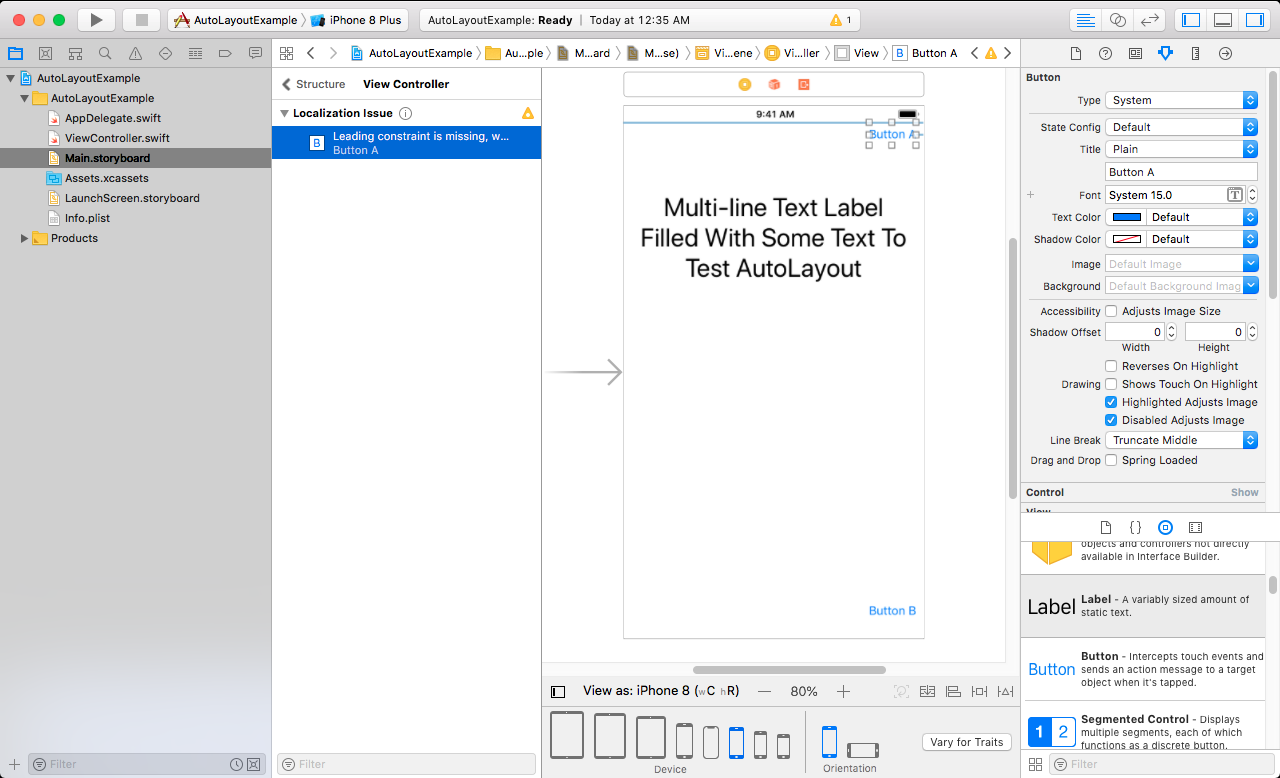 AutoLayoutExample
iPhone 8 Plus
AutoLayoutExample: Ready | Today at 12:35 AM
1
AutoLayoutExample
Au...ple
M...ard
M...se)
Vi...ene
Vi...ller
View
B Button A
AutoLayoutExample
AutoLayoutExample
AppDelegate.swift
ViewController.swift
Main.storyboard
Assets.xcassets
LaunchScreen.storyboard
Info.plist
Products
Filter
Structure
View Controller
Localization Issue
B
Leading constraint is missing, w...
Button A
Filter
9:41 AM
Button A
Multi-line Text Label
Filled With Some Text To
Test AutoLayout
Button B
View as: iPhone 8 (wC hR)
80%
Device
Orientation
Vary for Traits
Button
Type System
State Config Default
Title Plain
Button A
Font System 15.0 T
Text Color Default
Shadow Color Default
Image Default Image
Background Default Background Imag
Accessibility Adjusts Image Size
Shadow Offset 0 0
Width Height
Reverses On Highlight
Drawing Shows Touch On Highlight
Highlighted Adjusts Image
Disabled Adjusts Image
Line Break Truncate Middle
Drag and Drop Spring Loaded
Control Show
View
{}
objects and controllers not directly
available in Interface Builder.
Label
Label - A variably sized amount of
static text.
Button
Button - Intercepts touch events and
sends an action message to a target
object when it's tapped.
1 2
Segmented Control - Displays
multiple segments, each of which
functions as a discrete button.
Filter